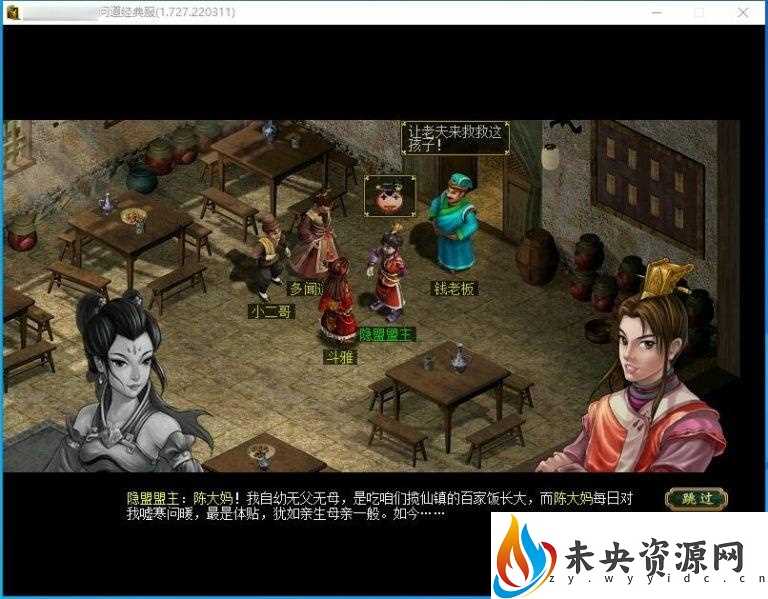 问道经典服(1.727.220311)
让老夫来救救这
孩子!
多闻道
小二哥
钱老板
隐盟盟主
斗雅
隐盟盟主：陈大妈！我自幼无父无母，是吃咱们揽仙镇的百家饭长大，而陈大妈每日对
我嘘寒问暖，最是体贴，犹如亲生母亲一般。如今……
跳过
未央资源网
zy.wyyidc.cn